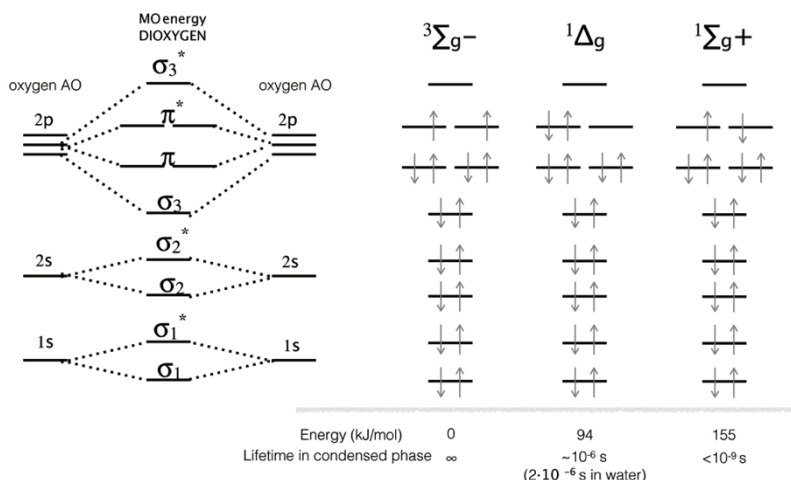 MO energy
DIOXYGEN
oxygen AO
oxygen AO
σ3*
2p
π*
2p
π
σ3
σ2*
2s
2s
σ2
σ1*
1s
1s
σ1
³Σg−
¹Δg
¹Σg+
Energy (kJ/mol) 0 94 155
Lifetime in condensed phase ∞ ~10⁻⁶ s <10⁻⁹ s
(2·10 ⁻⁶ s in water)